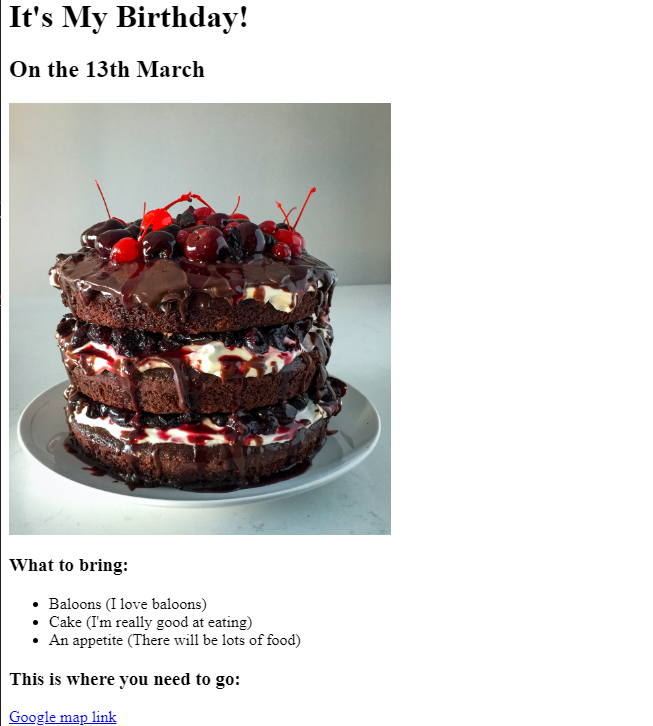 It's My Birthday!
On the 13th March
What to bring:
Baloons (I love baloons)
Cake (I'm really good at eating)
An appetite (There will be lots of food)
This is where you need to go:
Google map link